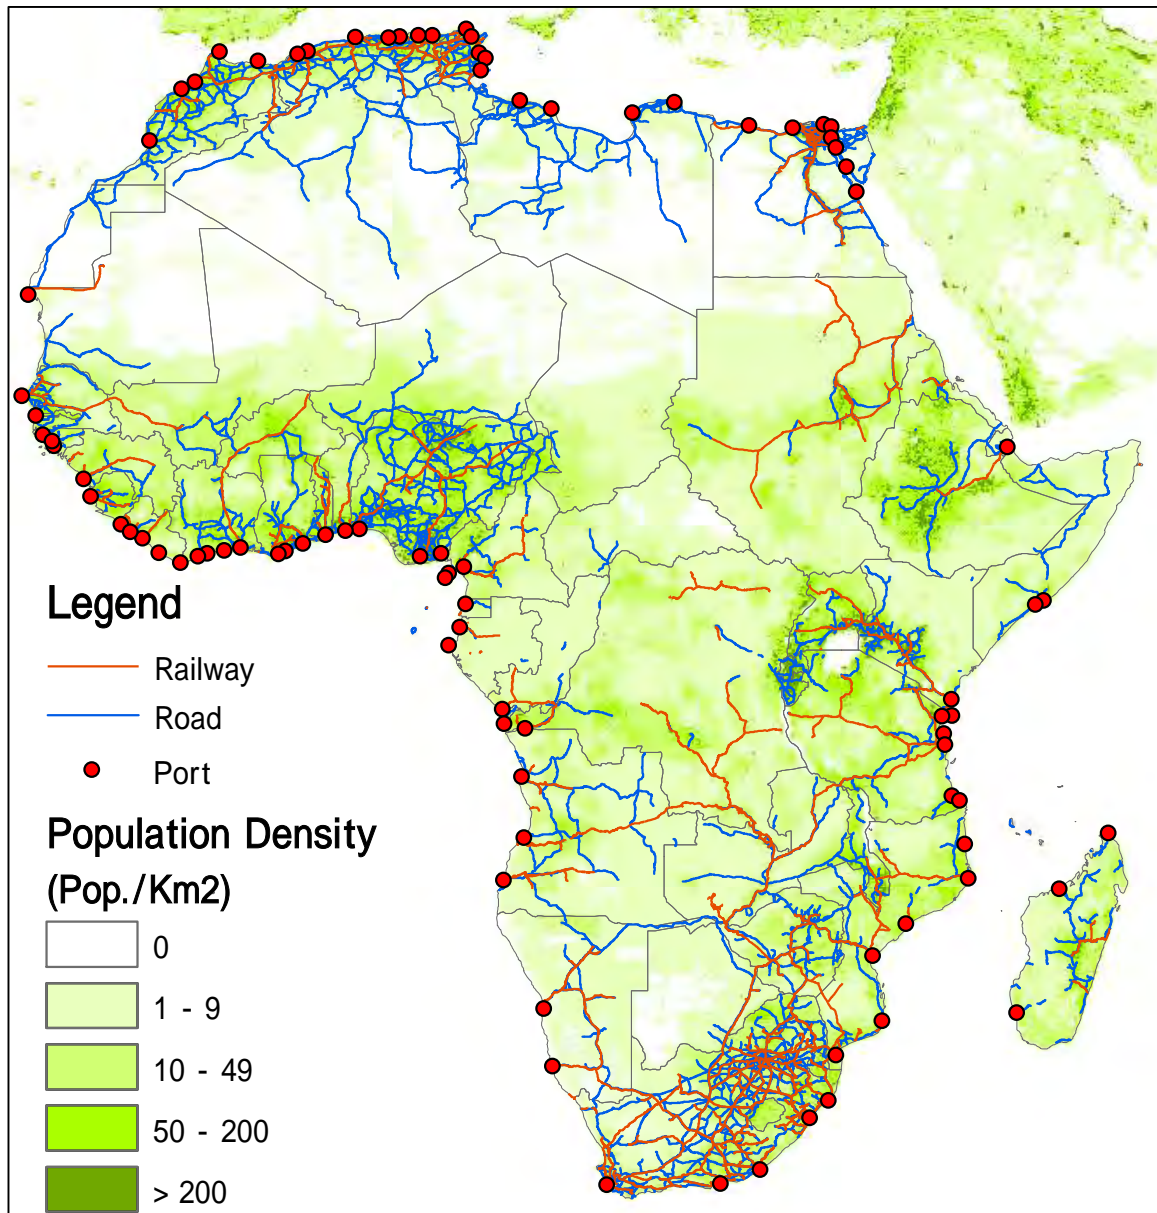 Legend
Railway
Road
Port
Population Density
(Pop./Km2)
0
1 - 9
10 - 49
50 - 200
> 200